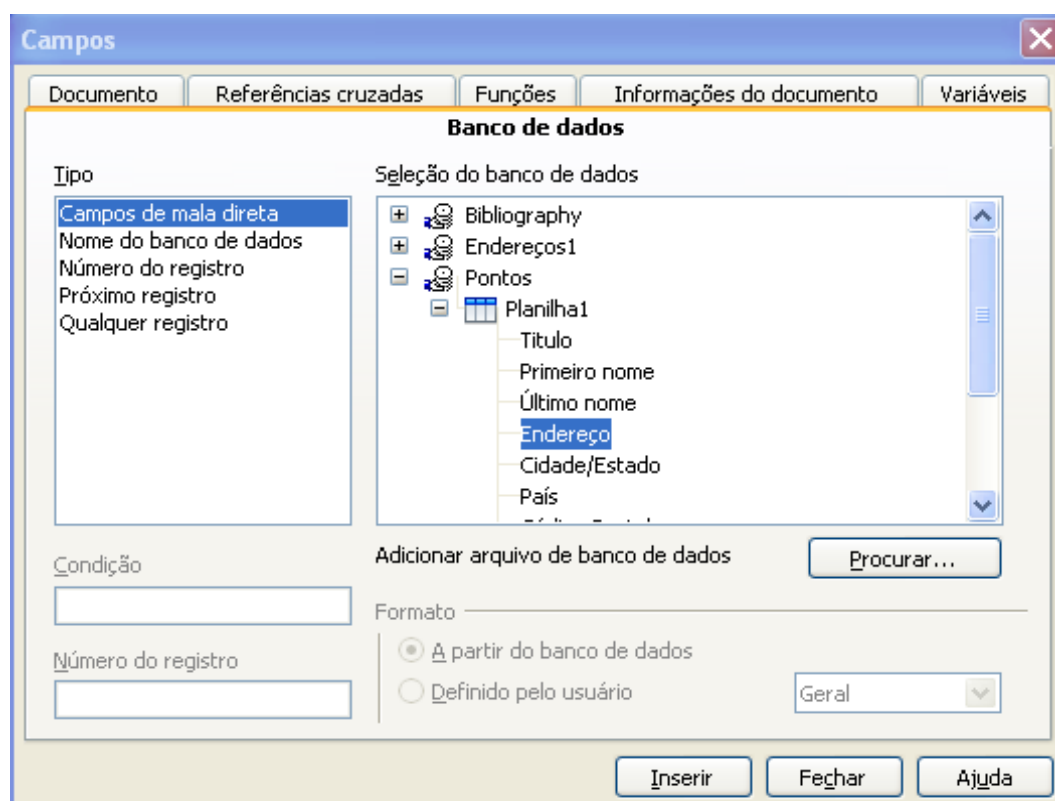 Campos
Documento Referências cruzadas Funções Informações do documento Variáveis
Banco de dados
Tipo
Campos de mala direta
Nome do banco de dados
Número do registro
Próximo registro
Qualquer registro
Seleção do banco de dados
Bibliography
Endereços1
Pontos
Planilha1
Titulo
Primeiro nome
Último nome
Endereço
Cidade/Estado
País
Adicionar arquivo de banco de dados
Procurar...
Condição
Número do registro
Formato
A partir do banco de dados
Definido pelo usuário
Geral
Inserir Fechar Ajuda